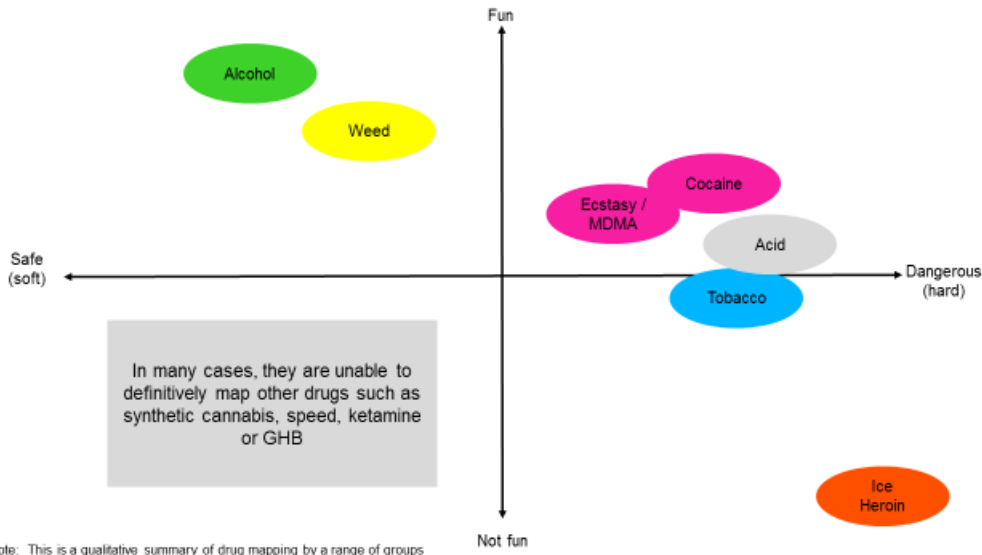 Fun
Alcohol
Weed
Cocaine
Ecstasy /
MDMA
Acid
Safe
(soft)
Dangerous
(hard)
Tobacco
In many cases, they are unable to
definitively map other drugs such as
synthetic cannabis, speed, ketamine
or GHB
Ice
Heroin
Not fun
ote: This is a qualitative summary of drug mapping by a range of groups